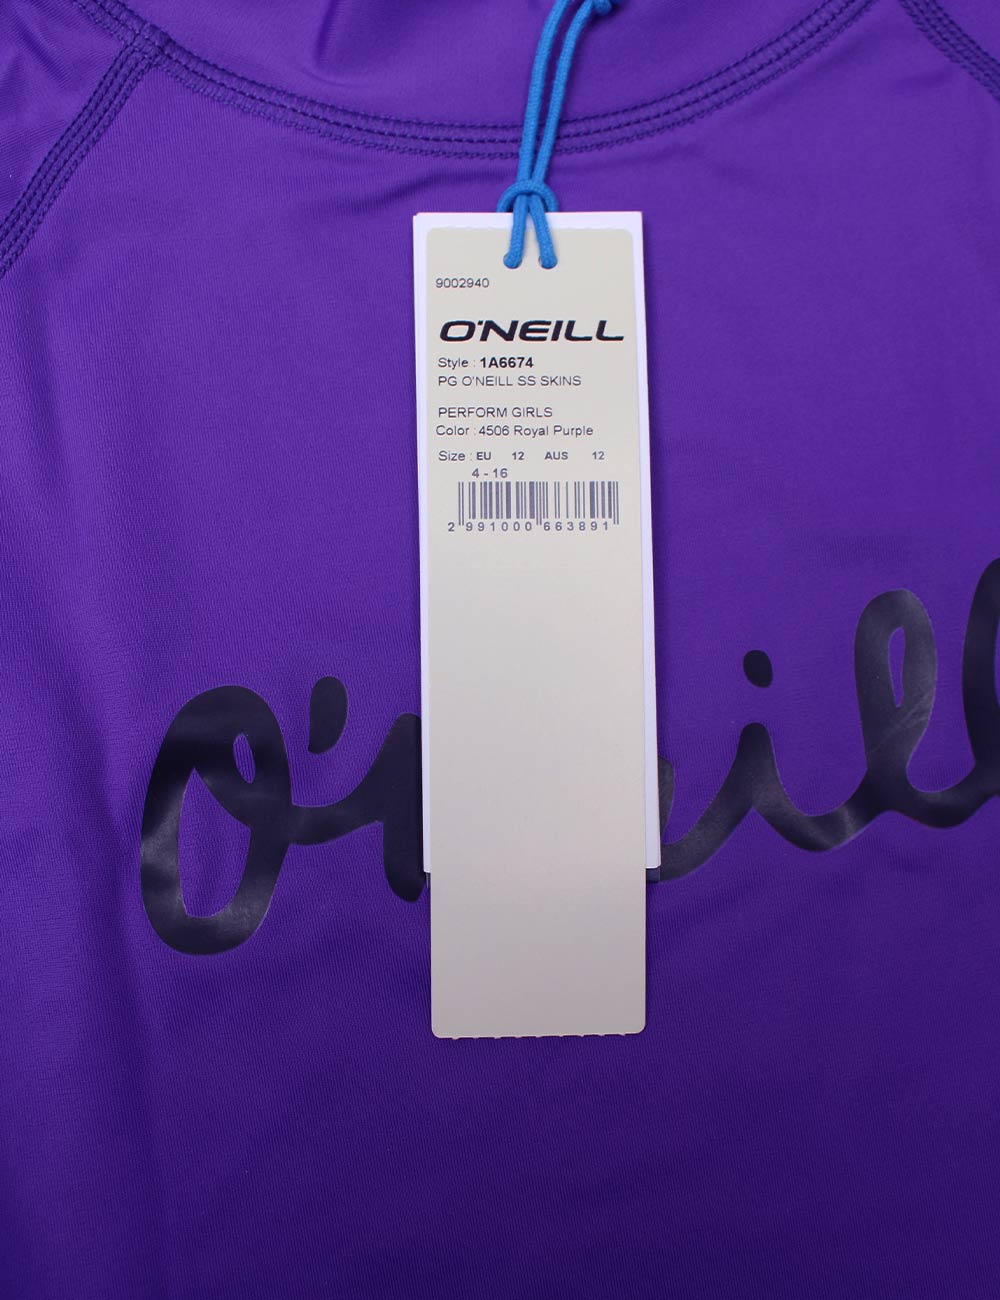 9002940
O'NEILL
Style : 1A6674
PG O'NEILL SS SKINS
PERFORM GIRLS
Color : 4506 Royal Purple
Size : EU 12 AUS 12
4 - 16
2 991000 663891
O'neill